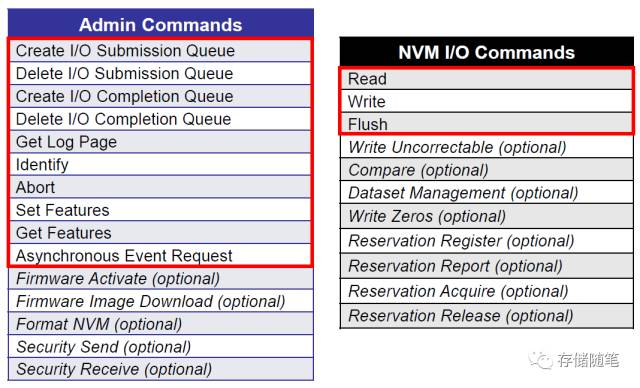 Admin Commands
Create I/O Submission Queue
Delete I/O Submission Queue
Create I/O Completion Queue
Delete I/O Completion Queue
Get Log Page
Identify
Abort
Set Features
Get Features
Asynchronous Event Request
Firmware Activate (optional)
Firmware Image Download (optional)
Format NVM (optional)
Security Send (optional)
Security Receive (optional)
NVM I/O Commands
Read
Write
Flush
Write Uncorrectable (optional)
Compare (optional)
Dataset Management (optional)
Write Zeros (optional)
Reservation Register (optional)
Reservation Report (optional)
Reservation Acquire (optional)
Reservation Release (optional)
存储随笔